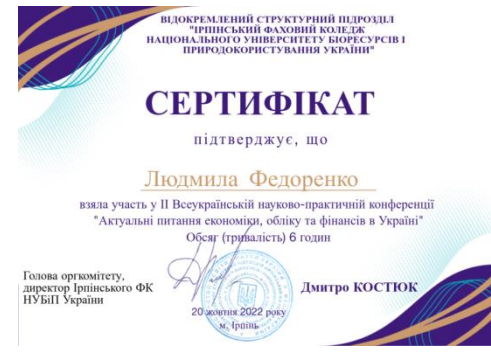 ВІДОКРЕМЛЕНИЙ СТРУКТУРНИЙ ПІДРОЗДІЛ
"ІРПІНСЬКИЙ ФАХОВИЙ КОЛЕДЖ
НАЦІОНАЛЬНОГО УНІВЕРСИТЕТУ БІОРЕСУРСІВ І
ПРИРОДОКОРИСТУВАННЯ УКРАЇНИ"
СЕРТИФІКАТ
підтверджує, що
Людмила Федоренко
взяла участь у ІІ Всеукраїнській науково-практичній конференції
"Актуальні питання економіки, обліку та фінансів в Україні"
Обсяг (тривалість) 6 годин
Голова оргкомітету,
директор Ірпінського ФК
НУБіП України
Дмитро КОСТЮК
20 жовтня 2022 року
м. Ірпінь